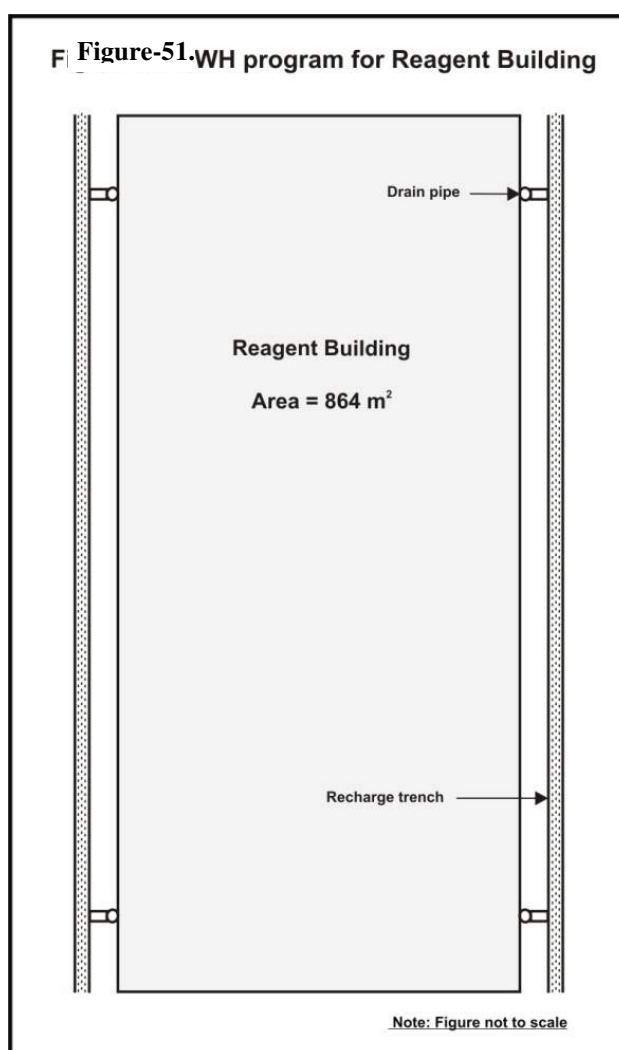 Figure-51. WH program for Reagent Building
Drain pipe
Reagent Building
Area = 864 m²
Recharge trench
Note: Figure not to scale